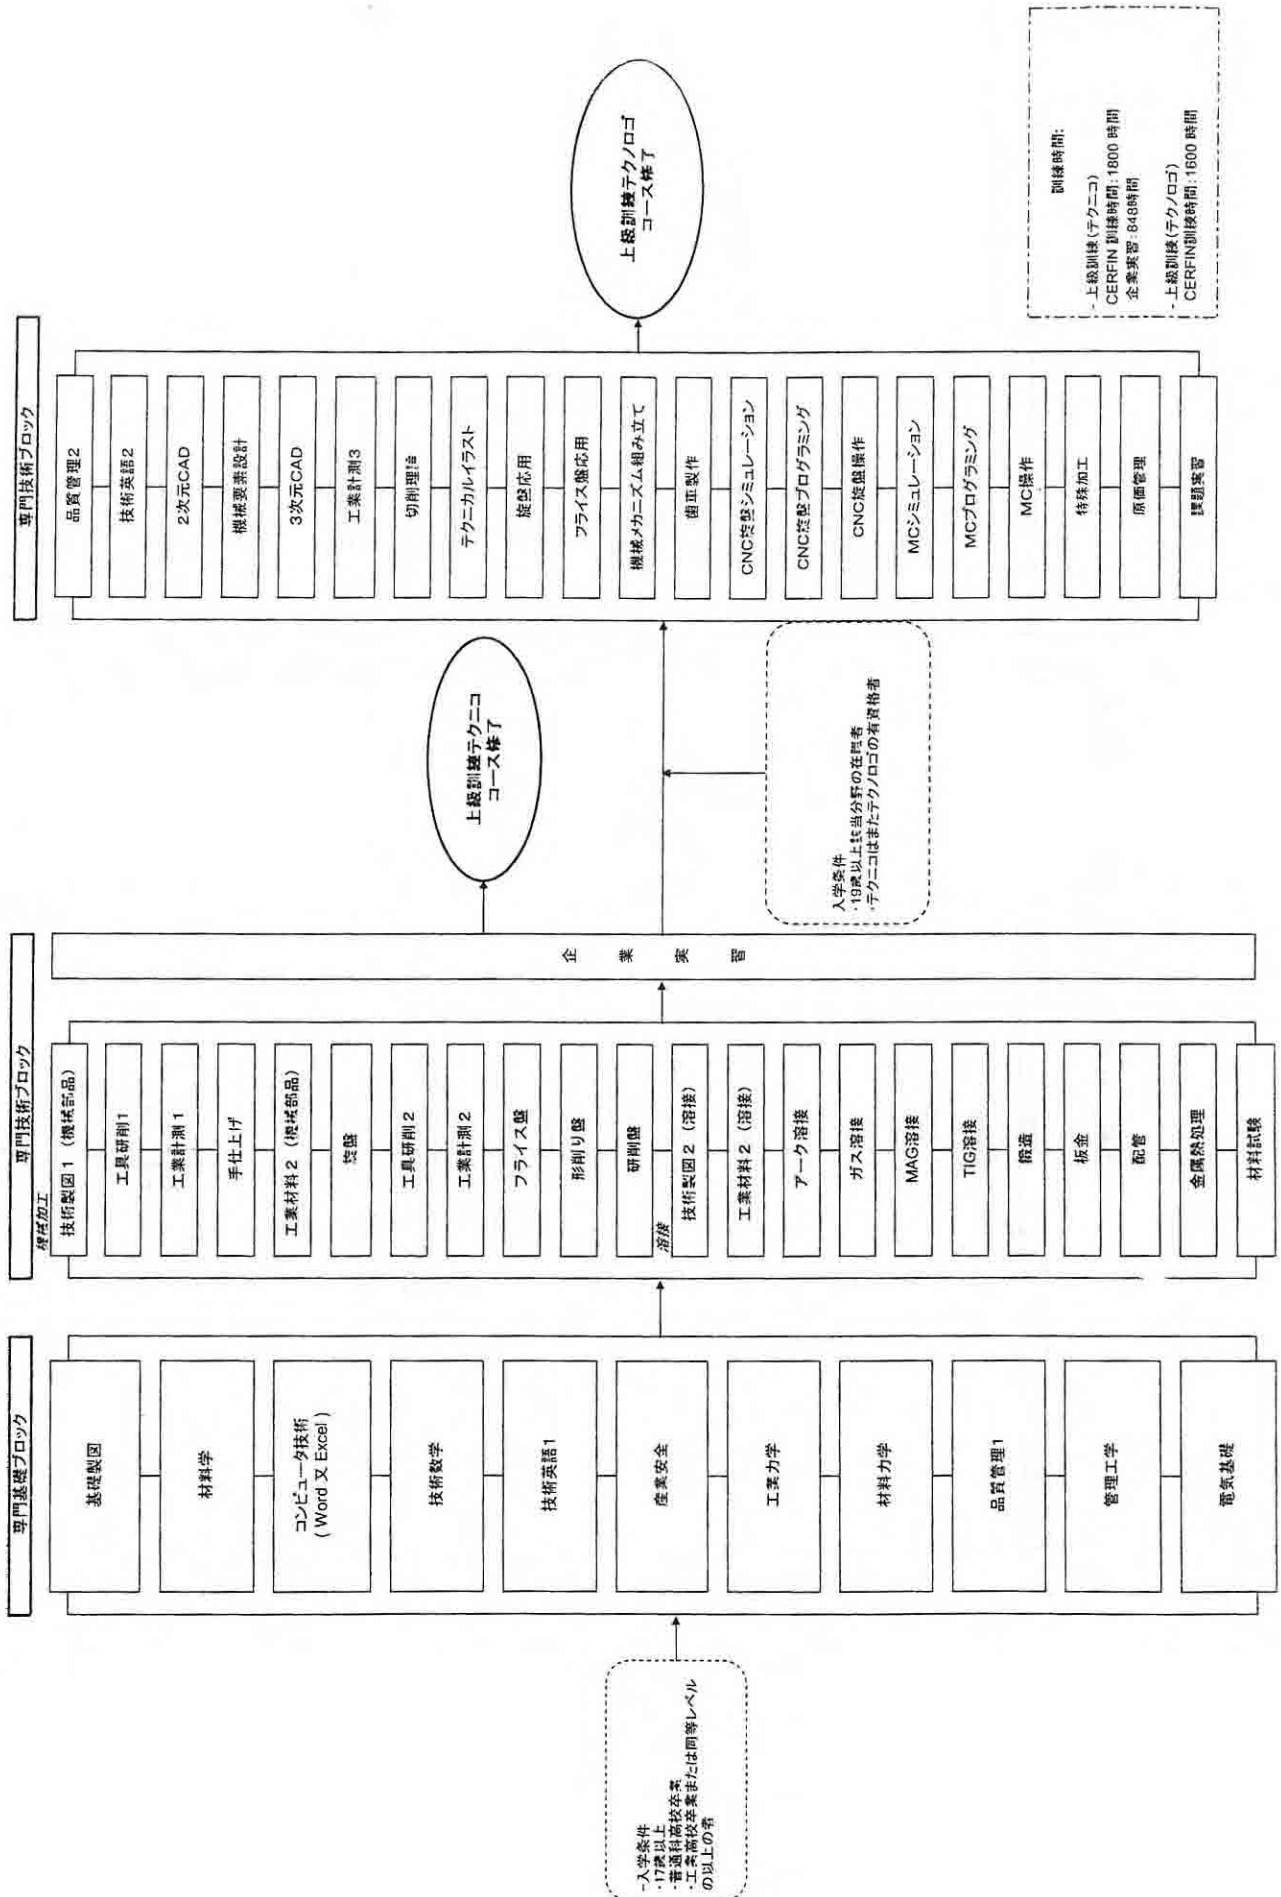 -入学条件
・17歳以上
・普通科高校卒業
・工業高校卒業または同等レベル
の以上の者
専門基礎ブロック
基礎製図
材料学
コンピュータ技術
( Word 又 Excel )
技術数学
技術英語1
産業安全
工業力学
材料力学
品質管理1
管理工学
電気基礎
専門技術ブロック
機械加工
技術製図1 (機械部品)
工具研削1
工業計測1
手仕上げ
工業材料2 (機械部品)
旋盤
工具研削2
工業計測2
フライス盤
形削り盤
研削盤
溶接
技術製図2 (溶接)
工業材料2 (溶接)
アーク溶接
ガス溶接
MAG溶接
TIG溶接
鍛造
板金
配管
金属熱処理
材料試験
企業実習
上級訓練テクニコ
コース修了
入学条件
・19歳以上該当分野の在職者
・テクニコはまたテクノロゴの有資格者
専門技術ブロック
品質管理2
技術英語2
2次元CAD
機械要素設計
3次元CAD
工業計測3
切削理論
テクニカルイラスト
旋盤応用
フライス盤応用
機械メカニズム組み立て
歯車製作
CNC旋盤シミュレーション
CNC旋盤プログラミング
CNC旋盤操作
MCシミュレーション
MCプログラミング
MC操作
特殊加工
原価管理
課題実習
上級訓練テクノロゴ
コース修了
訓練時間:
- 上級訓練(テクニコ)
CERFIN 訓練時間:1800 時間
企業実習:848時間
- 上級訓練(テクノロゴ)
CERFIN訓練時間:1600 時間